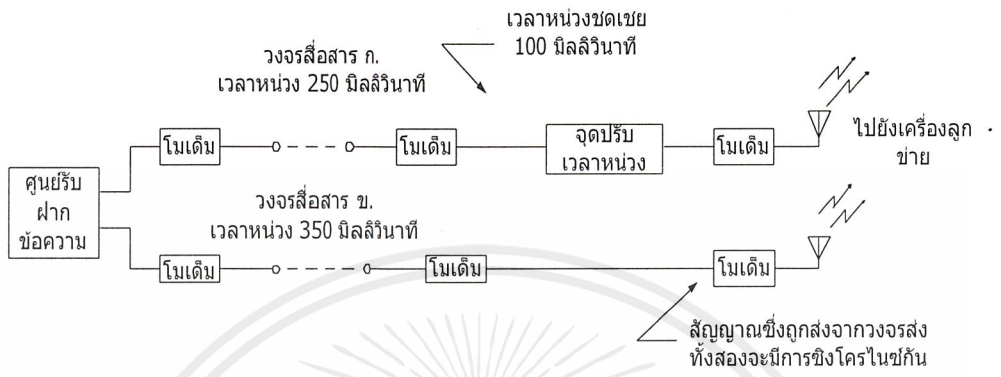 เวลาหน่วงชดเชย
100 มิลลิวินาที
วงจรสื่อสาร ก.
เวลาหน่วง 250 มิลลิวินาที
โมเด็ม
โมเด็ม
จุดปรับ
เวลาหน่วง
โมเด็ม
ไปยังเครื่องลูก
ข่าย
ศูนย์รับ
ฝาก
ข้อความ
วงจรสื่อสาร ข.
เวลาหน่วง 350 มิลลิวินาที
โมเด็ม
โมเด็ม
โมเด็ม
สัญญาณซึ่งถูกส่งจากวงจรส่ง
ทั้งสองจะมีการซิงโครไนซ์กัน